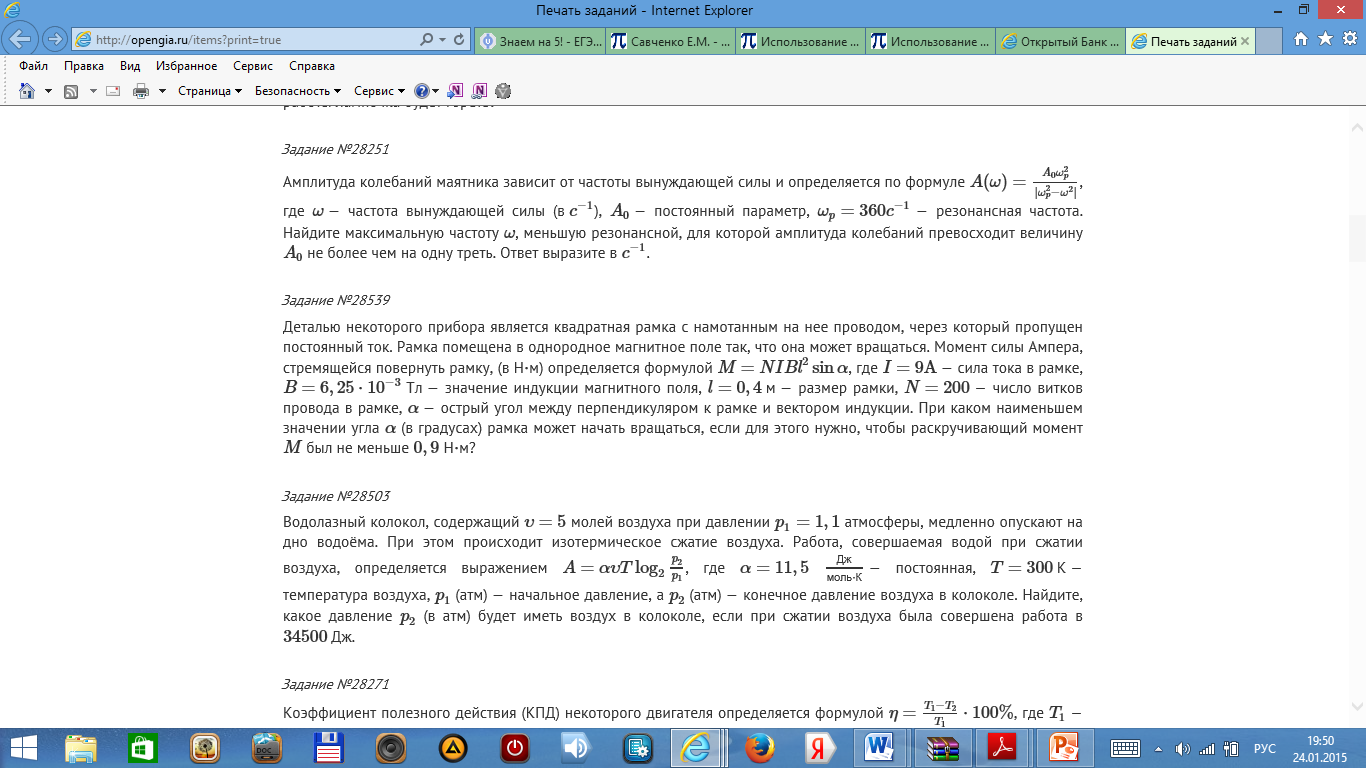 Печать заданий - Internet Explorer
http://opengia.ru/items?print=true
Знаем на 5! - ЕГЭ...
Савченко Е.М. - ...
Использование ...
Использование ...
Открытый Банк ...
Печать заданий
Файл Правка Вид Избранное Сервис Справка
Страница Безопасность Сервис
Задание №28251
Амплитуда колебаний маятника зависит от частоты вынуждающей силы и определяется по формуле A(ω) = A₀ω²ₚ / |ω²ₚ−ω²|,
где ω − частота вынуждающей силы (в c⁻¹), A₀ − постоянный параметр, ωₚ = 360c⁻¹ − резонансная частота.
Найдите максимальную частоту ω, меньшую резонансной, для которой амплитуда колебаний превосходит величину
A₀ не более чем на одну треть. Ответ выразите в c⁻¹.
Задание №28539
Деталью некоторого прибора является квадратная рамка с намотанным на нее проводом, через который пропущен
постоянный ток. Рамка помещена в однородное магнитное поле так, что она может вращаться. Момент силы Ампера,
стремящейся повернуть рамку, (в Н·м) определяется формулой M = NIBl² sin α, где I = 9A − сила тока в рамке,
B = 6,25 · 10⁻³ Тл − значение индукции магнитного поля, l = 0,4 м − размер рамки, N = 200 − число витков
провода в рамке, α − острый угол между перпендикуляром к рамке и вектором индукции. При каком наименьшем
значении угла α (в градусах) рамка может начать вращаться, если для этого нужно, чтобы раскручивающий момент
M был не меньше 0,9 Н·м?
Задание №28503
Водолазный колокол, содержащий υ = 5 молей воздуха при давлении p₁ = 1,1 атмосферы, медленно опускают на
дно водоёма. При этом происходит изотермическое сжатие воздуха. Работа, совершаемая водой при сжатии
воздуха, определяется выражением A = αυT log₂ p₂/p₁, где α = 11,5 Дж/моль·К − постоянная, T = 300 К −
температура воздуха, p₁ (атм) − начальное давление, а p₂ (атм) − конечное давление воздуха в колоколе. Найдите,
какое давление p₂ (в атм) будет иметь воздух в колоколе, если при сжатии воздуха была совершена работа в
34500 Дж.
Задание №28271
Коэффициент полезного действия (КПД) некоторого двигателя определяется формулой η = T₁−T₂/T₁ · 100%, где T₁ −
РУС
19:50
24.01.2015